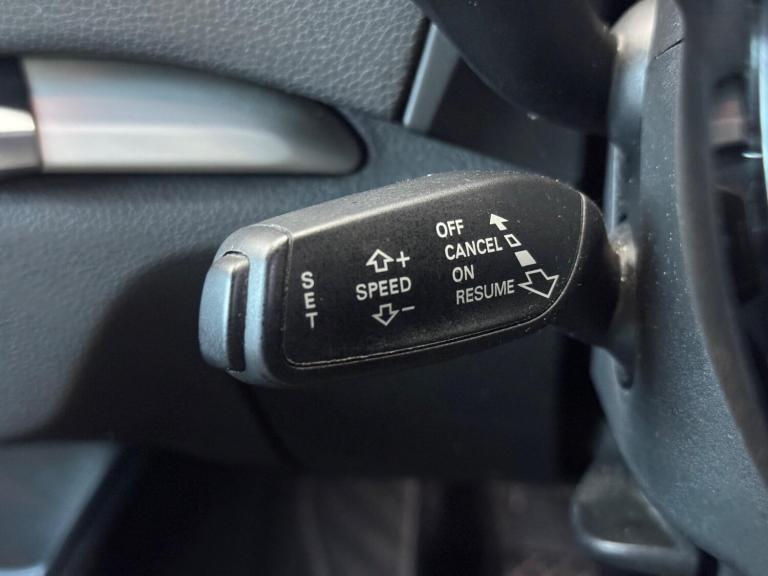 SET
SPEED
+
−
OFF
CANCEL
ON
RESUME